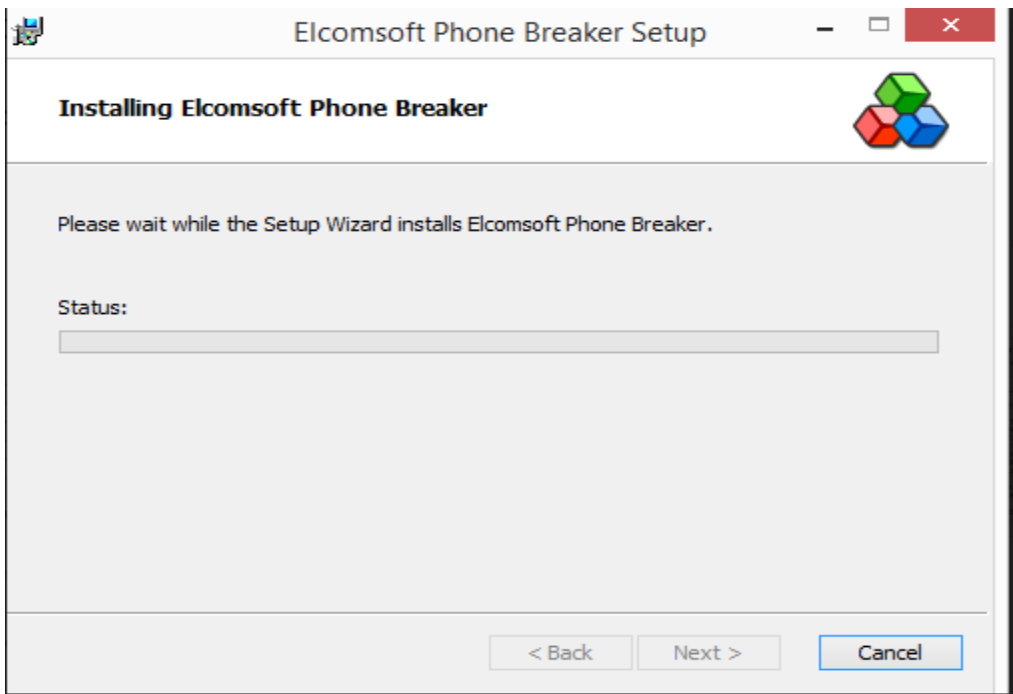 Elcomsoft Phone Breaker Setup
Installing Elcomsoft Phone Breaker
Please wait while the Setup Wizard installs Elcomsoft Phone Breaker.
Status:
< Back Next > Cancel